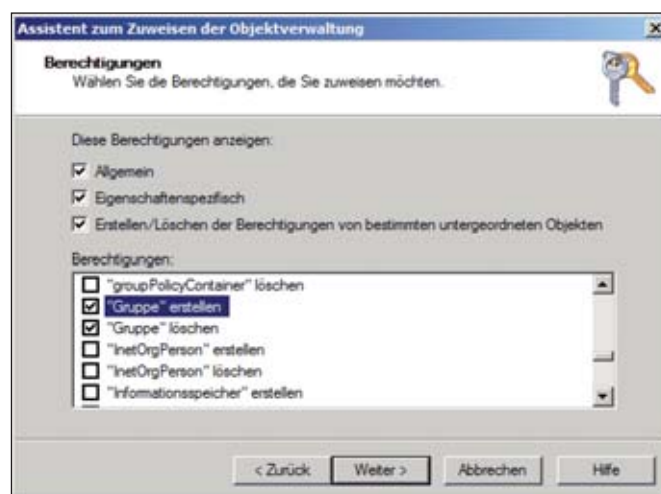 Assistent zum Zuweisen der Objektverwaltung
Berechtigungen
Wählen Sie die Berechtigungen, die Sie zuweisen möchten.
Diese Berechtigungen anzeigen:
Allgemein
Eigenschaftenspezifisch
Erstellen/Löschen der Berechtigungen von bestimmten untergeordneten Objekten
Berechtigungen:
"groupPolicyContainer" löschen
"Gruppe" erstellen
"Gruppe" löschen
"InetOrgPerson" erstellen
"InetOrgPerson" löschen
"Informationsspeicher" erstellen
< Zurück Weiter > Abbrechen Hilfe